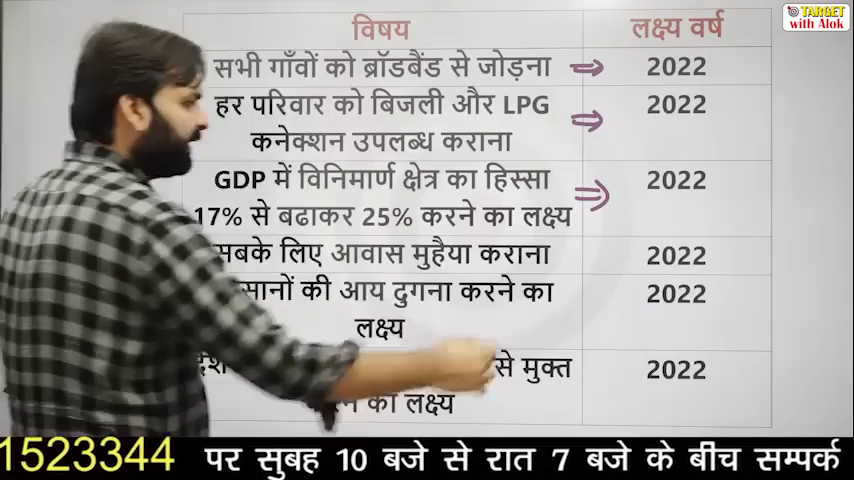 TARGET
with Alok
विषय लक्ष्य वर्ष
सभी गाँवों को ब्रॉडबैंड से जोड़ना 2022
हर परिवार को बिजली और LPG 2022
कनेक्शन उपलब्ध कराना
GDP में विनिमार्ण क्षेत्र का हिस्सा 2022
17% से बढाकर 25% करने का लक्ष्य
सबके लिए आवास मुहैया कराना 2022
की आय दुगना करने का 2022
लक्ष्य
से मुक्त 2022
का लक्ष्य
1523344 पर सुबह 10 बजे से रात 7 बजे के बीच सम्पर्क